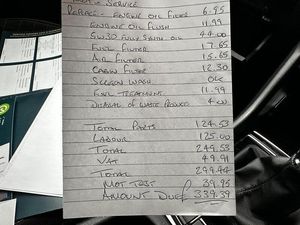 SERVICE
REPLACE - ENGINE OIL FILTER 6.95
ENGINE OIL FLUSH 11.99
5W30 FULLY SYNTH OIL 44.00
FUEL FILTER 17.65
AIR FILTER 15.65
CABIN FILTER 12.30
SCREEN WASH
FUEL TREATMENT 11.99
DISPOSAL OF WASTE 4.00
TOTAL PARTS 124.53
LABOUR 125.00
TOTAL 249.53
VAT 49.91
TOTAL 299.44
MOT TEST 39.95
AMOUNT DUE £ 339.39